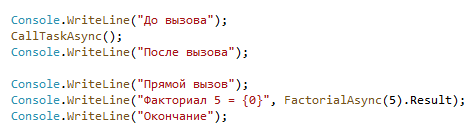 Console.WriteLine("До вызова");
CallTaskAsync();
Console.WriteLine("После вызова");
Console.WriteLine("Прямой вызов");
Console.WriteLine("Факториал 5 = {0}", FactorialAsync(5).Result);
Console.WriteLine("Окончание");